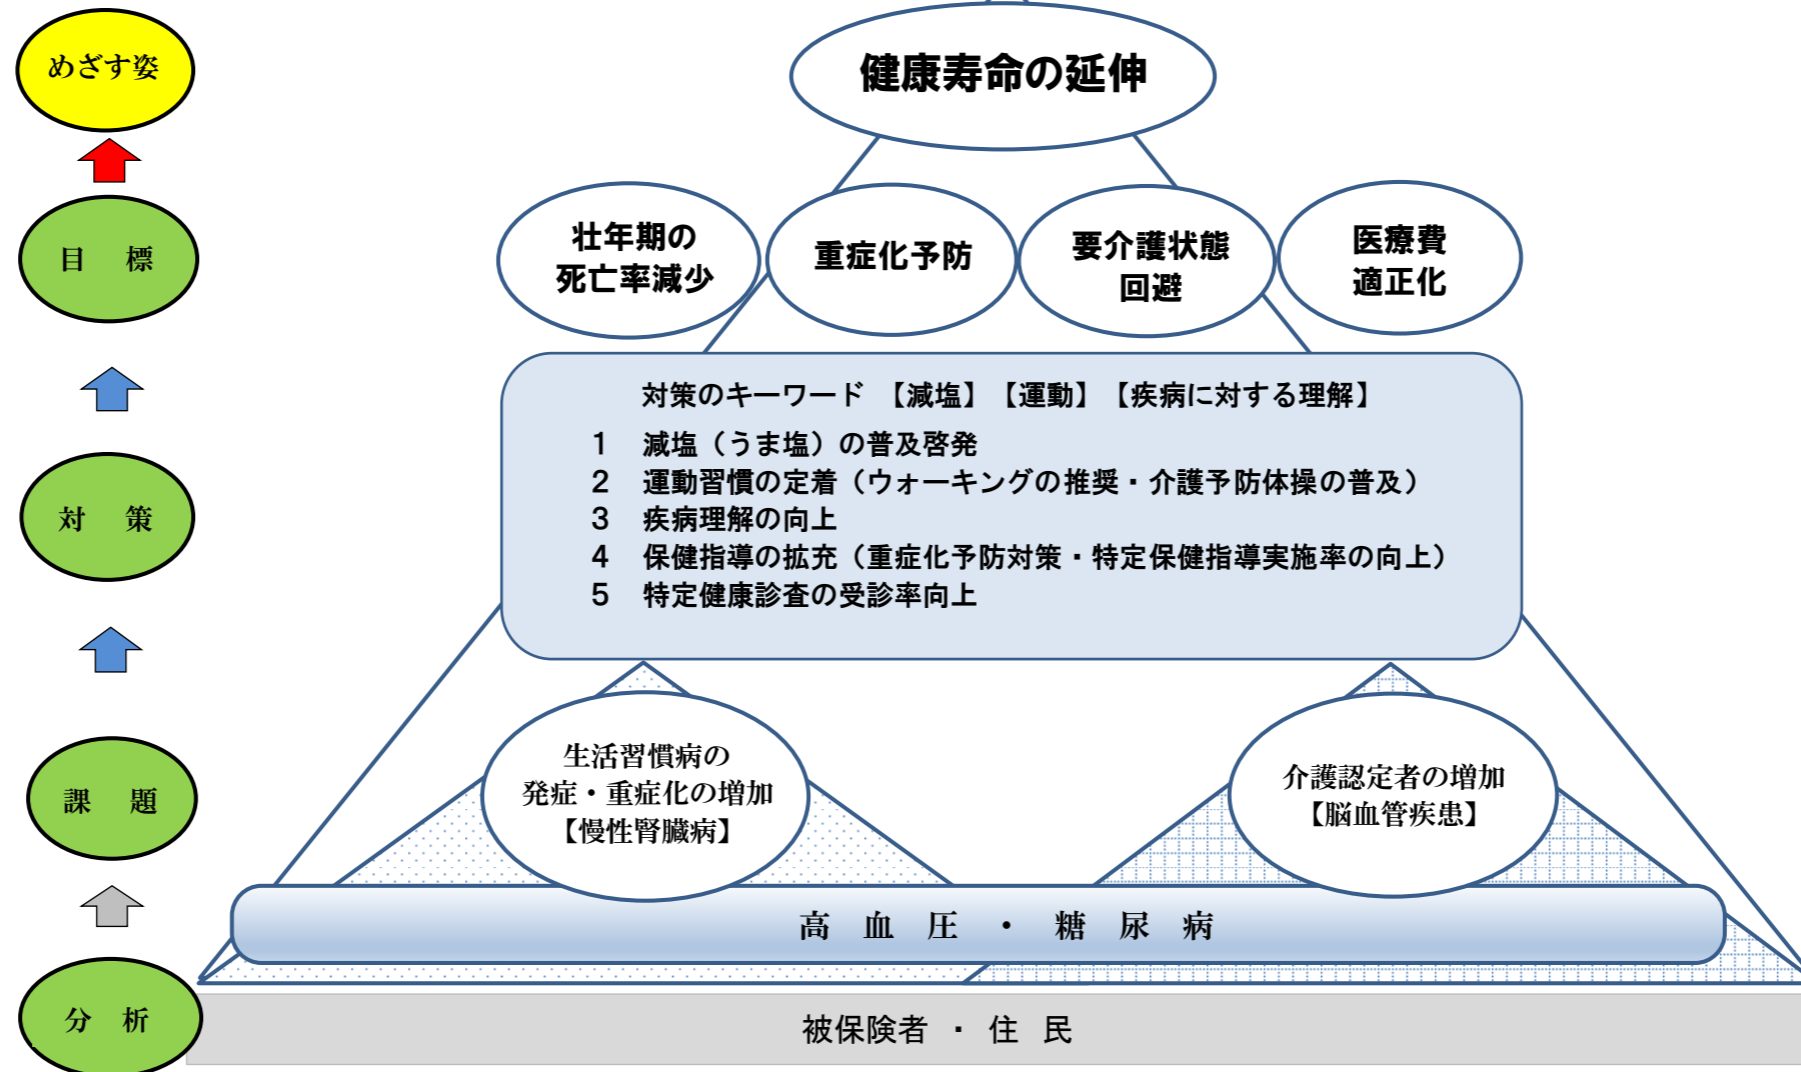 めざす姿
健康寿命の延伸
目　標
壮年期の
死亡率減少
重症化予防
要介護状態
回避
医療費
適正化
対　策
対策のキーワード　【減塩】【運動】【疾病に対する理解】
1　減塩（うま塩）の普及啓発
2　運動習慣の定着（ウォーキングの推奨・介護予防体操の普及）
3　疾病理解の向上
4　保健指導の拡充（重症化予防対策・特定保健指導実施率の向上）
5　特定健康診査の受診率向上
課　題
生活習慣病の
発症・重症化の増加
【慢性腎臓病】
介護認定者の増加
【脳血管疾患】
高　血　圧　・　糖　尿　病
分　析
被保険者　・　住　民